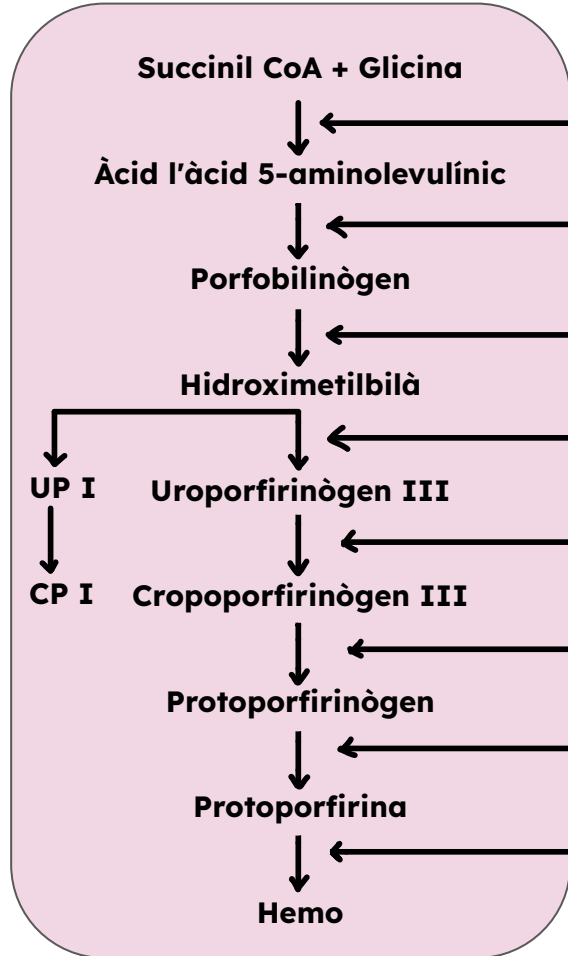 Succinil CoA + Glicina
Àcid l'àcid 5-aminolevulínic
Porfobilinògen
Hidroximetilbilà
UP I
Uroporfirinògen III
CP I
Cropoporfirinògen III
Protoporfirinògen
Protoporfirina
Hemo